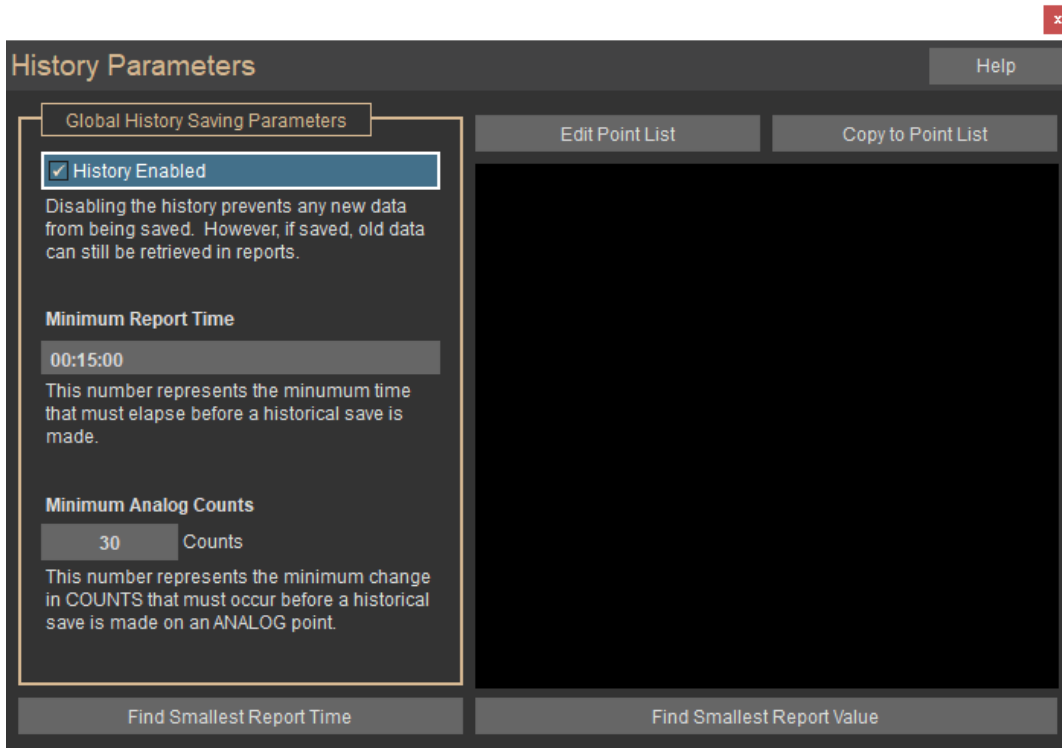 x
History Parameters
Help
Global History Saving Parameters
Edit Point List
Copy to Point List
History Enabled
Disabling the history prevents any new data
from being saved.  However, if saved, old data
can still be retrieved in reports.
Minimum Report Time
00:15:00
This number represents the minumum time
that must elapse before a historical save is
made.
Minimum Analog Counts
30 Counts
This number represents the minimum change
in COUNTS that must occur before a historical
save is made on an ANALOG point.
Find Smallest Report Time
Find Smallest Report Value